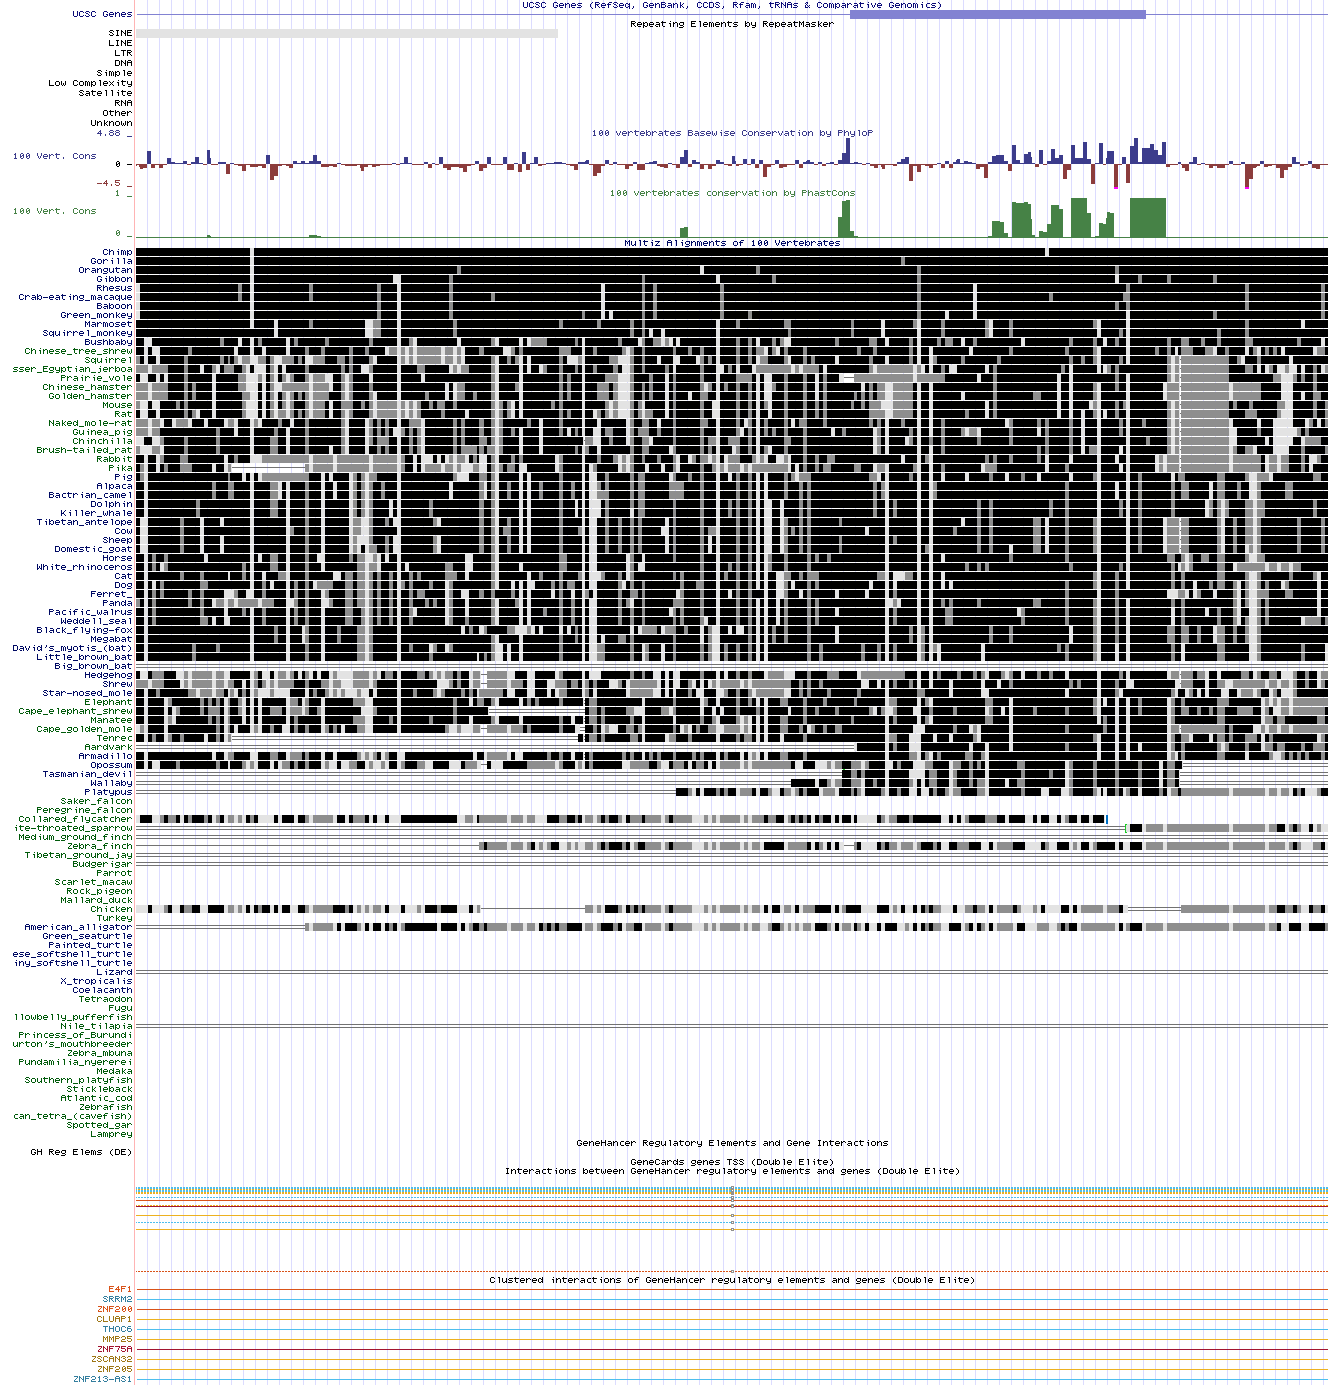 UCSC Genes (RefSeq, GenBank, CCDS, Rfam, tRNAs & Comparative Genomics)
UCSC Genes
Repeating Elements by RepeatMasker
SINE
LINE
LTR
DNA
Simple
Low Complexity
Satellite
RNA
Other
Unknown
4.88 _
100 vertebrates Basewise Conservation by PhyloP
100 Vert. Cons
0 _
-4.5 _
1 _
100 vertebrates conservation by PhastCons
100 Vert. Cons
0 _
Multiz Alignments of 100 Vertebrates
Chimp
Gorilla
Orangutan
Gibbon
Rhesus
Crab-eating_macaque
Baboon
Green_monkey
Marmoset
Squirrel_monkey
Bushbaby
Chinese_tree_shrew
Squirrel
sser_Egyptian_jerboa
Prairie_vole
Chinese_hamster
Golden_hamster
Mouse
Rat
Naked_mole-rat
Guinea_pig
Chinchilla
Brush-tailed_rat
Rabbit
Pika
Pig
Alpaca
Bactrian_camel
Dolphin
Killer_whale
Tibetan_antelope
Cow
Sheep
Domestic_goat
Horse
White_rhinoceros
Cat
Dog
Ferret_
Panda
Pacific_walrus
Weddell_seal
Black_flying-fox
Megabat
David's_myotis_(bat)
Little_brown_bat
Big_brown_bat
Hedgehog
Shrew
Star-nosed_mole
Elephant
Cape_elephant_shrew
Manatee
Cape_golden_mole
Tenrec
Aardvark
Armadillo
Opossum
Tasmanian_devil
Wallaby
Platypus
Saker_falcon
Peregrine_falcon
Collared_flycatcher
ite-throated_sparrow
Medium_ground_finch
Zebra_finch
Tibetan_ground_jay
Budgerigar
Parrot
Scarlet_macaw
Rock_pigeon
Mallard_duck
Chicken
Turkey
American_alligator
Green_seaturtle
Painted_turtle
ese_softshell_turtle
iny_softshell_turtle
Lizard
X_tropicalis
Coelacanth
Tetraodon
Fugu
llowbelly_pufferfish
Nile_tilapia
Princess_of_Burundi
urton's_mouthbreeder
Zebra_mbuna
Pundamilia_nyererei
Medaka
Southern_platyfish
Stickleback
Atlantic_cod
Zebrafish
can_tetra_(cavefish)
Spotted_gar
Lamprey
GeneHancer Regulatory Elements and Gene Interactions
GH Reg Elems (DE)
GeneCards genes TSS (Double Elite)
Interactions between GeneHancer regulatory elements and genes (Double Elite)
Clustered interactions of GeneHancer regulatory elements and genes (Double Elite)
E4F1
SRRM2
ZNF200
CLUAP1
THOC6
MMP25
ZNF75A
ZSCAN32
ZNF205
ZNF213-AS1